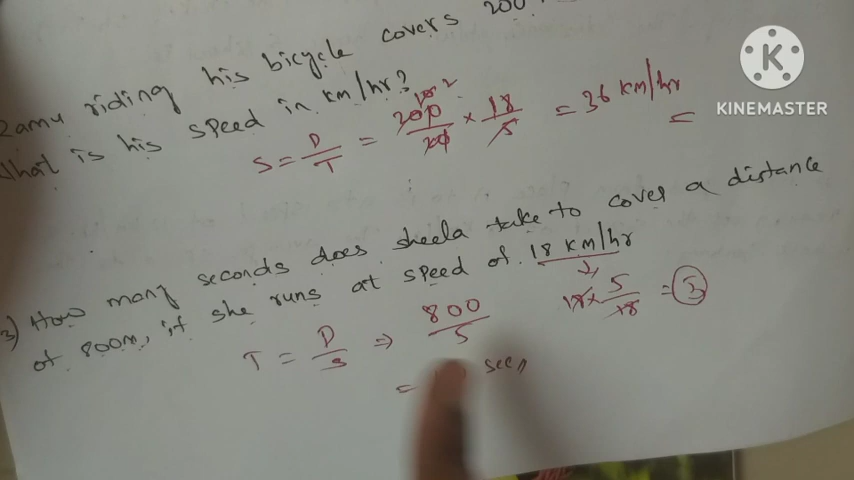 Ramu riding his bicycle covers 200
What is his speed in km/hr?
S = D/T = 200/20 × 18/5 = 36 km/hr
10 2
3) How many seconds does sheela take to cover a distance
of 800m, if she runs at speed of 18 km/hr
T = D/S ⇒ 800/5
18 × 5/18 = 5
= sec
KINEMASTER